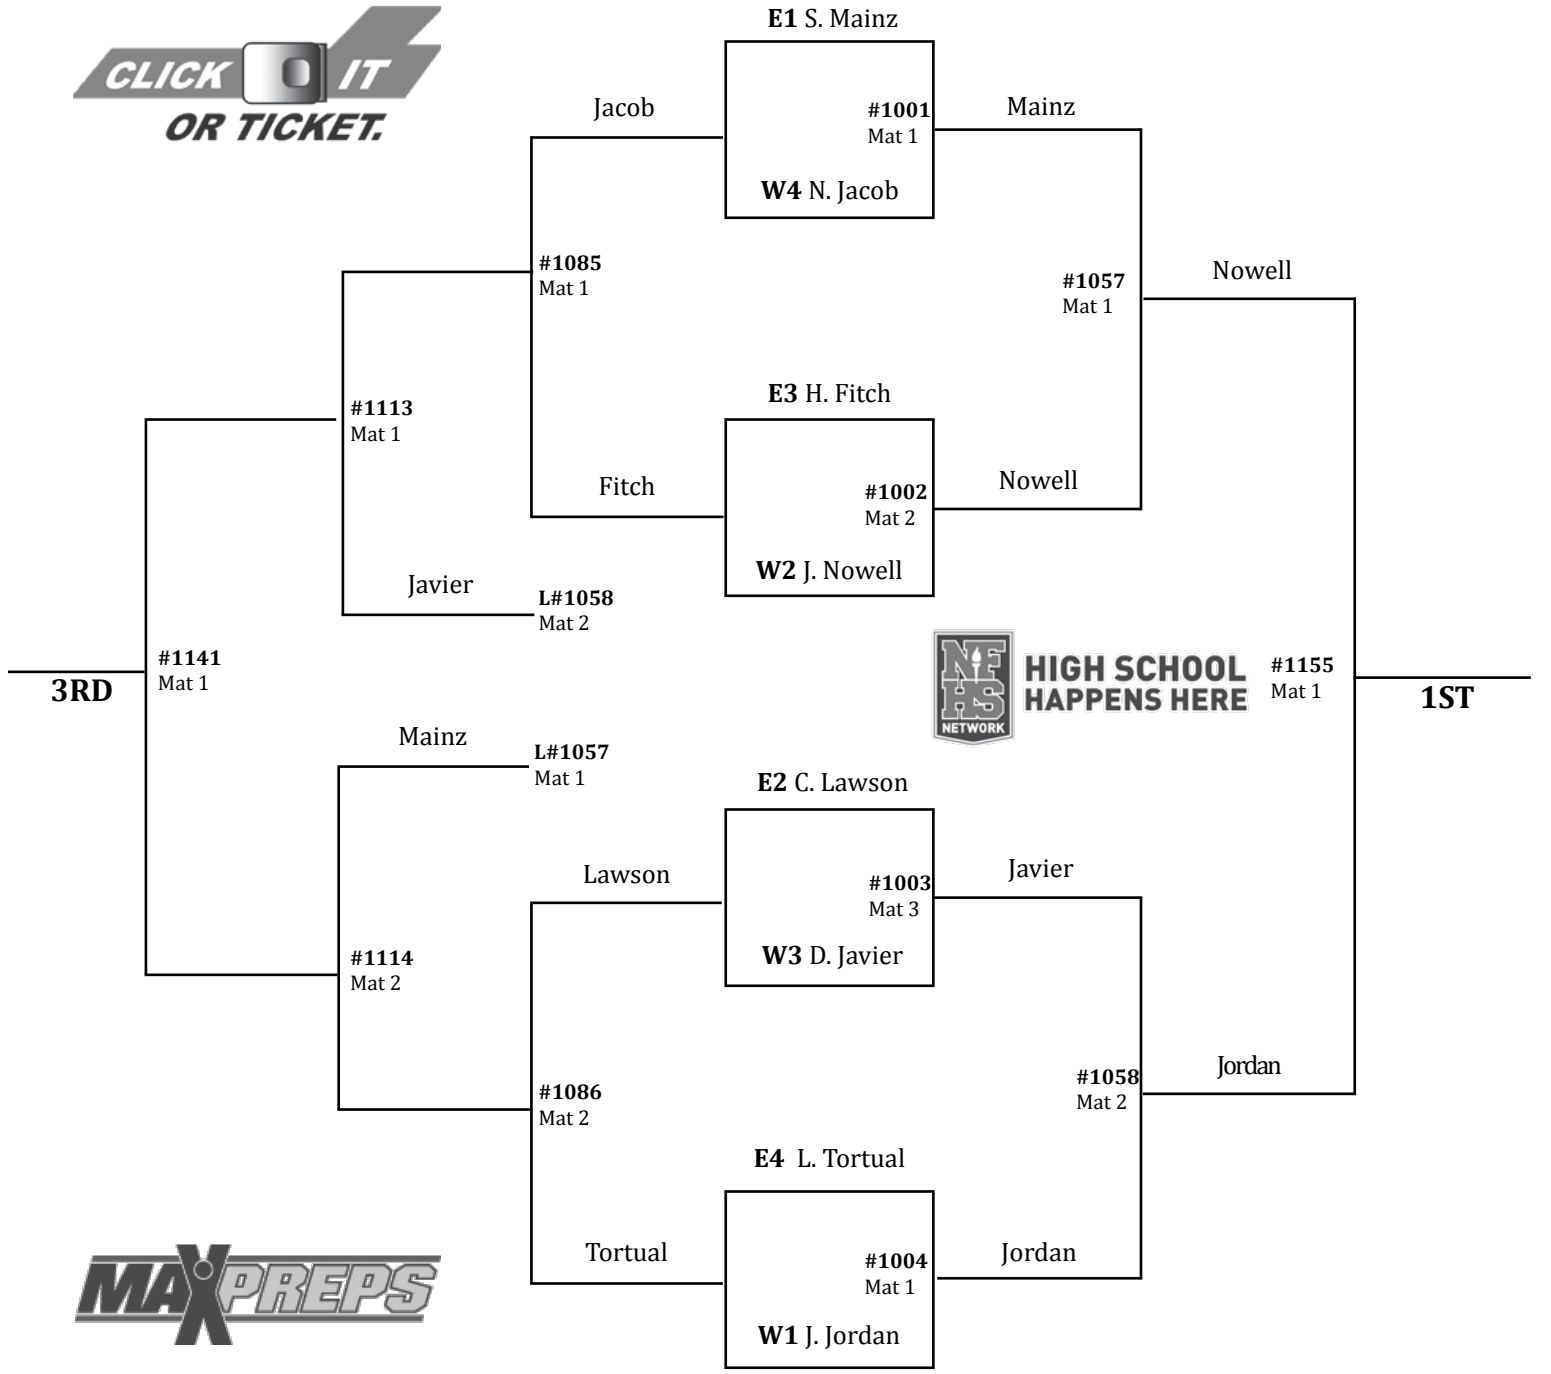 E1 S. Mainz
CLICK IT
OR TICKET.
Jacob
#1001
Mat 1
Mainz
W4 N. Jacob
#1085
Mat 1
#1057
Mat 1
Nowell
E3 H. Fitch
#1113
Mat 1
Fitch
#1002
Mat 2
Nowell
W2 J. Nowell
Javier
L#1058
Mat 2
#1141
Mat 1
3RD
NFHS
NETWORK
HIGH SCHOOL
HAPPENS HERE
#1155
Mat 1
1ST
Mainz
L#1057
Mat 1
E2 C. Lawson
Lawson
#1003
Mat 3
Javier
W3 D. Javier
#1114
Mat 2
#1086
Mat 2
#1058
Mat 2
Jordan
E4 L. Tortual
Tortual
#1004
Mat 1
Jordan
W1 J. Jordan
MAXPREPS